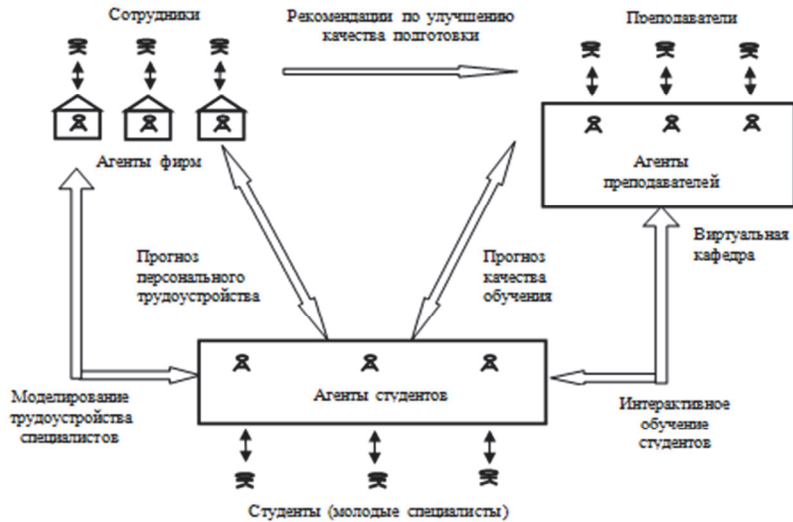 Сотрудники
Рекомендации по улучшению
качества подготовки
Преподаватели
Агенты фирм
Агенты
преподавателей
Прогноз
персонального
трудоустройства
Прогноз
качества
обучения
Виртуальная
кафедра
Агенты студентов
Моделирование
трудоустройства
специалистов
Интерактивное
обучение
студентов
Студенты (молодые специалисты)